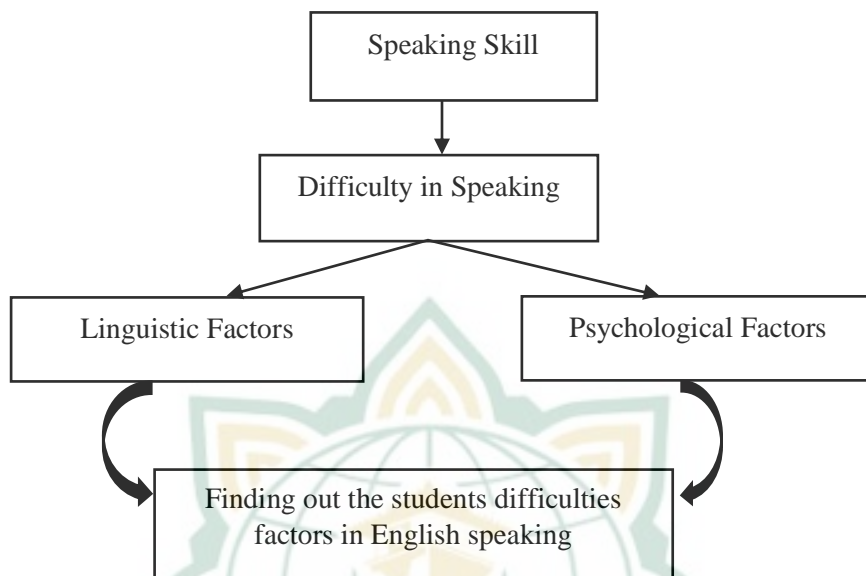 Speaking Skill
Difficulty in Speaking
Linguistic Factors
Psychological Factors
Finding out the students difficulties
factors in English speaking